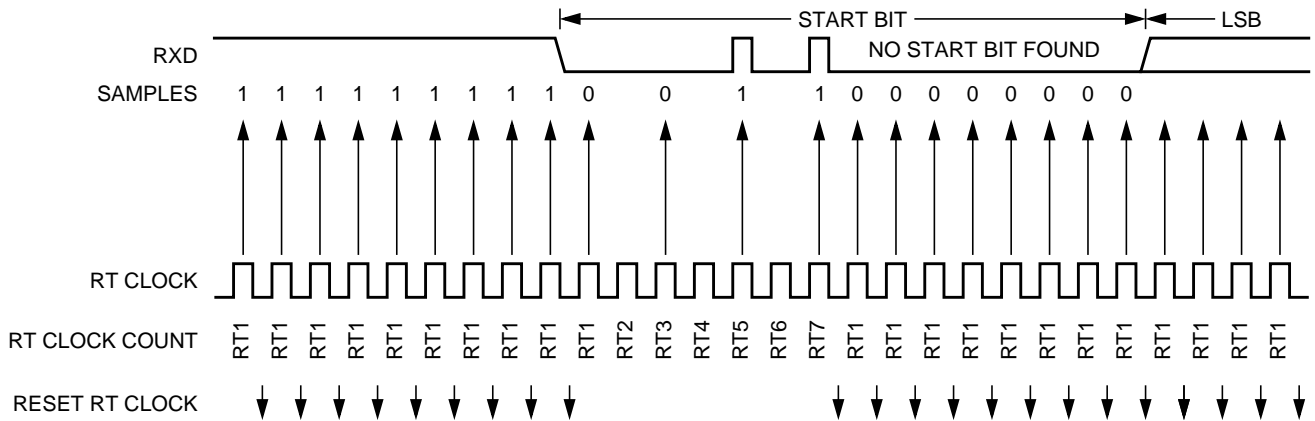 START BIT LSB
RXD NO START BIT FOUND
SAMPLES 1 1 1 1 1 1 1 1 1 0 0 1 1 0 0 0 0 0 0 0 0
RT CLOCK
RT CLOCK COUNT RT1 RT1 RT1 RT1 RT1 RT1 RT1 RT1 RT1 RT1 RT2 RT3 RT4 RT5 RT6 RT7 RT1 RT1 RT1 RT1 RT1 RT1 RT1 RT1 RT1 RT1 RT1 RT1
RESET RT CLOCK